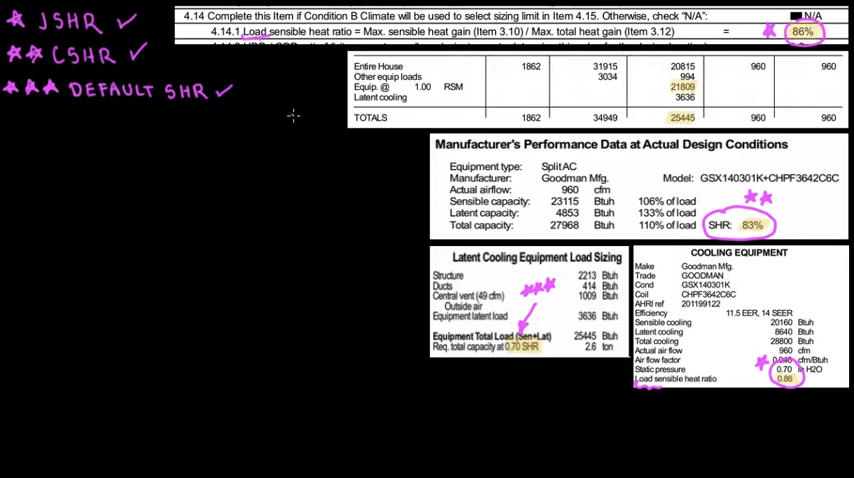 ★ JSHR ✓
★★ CSHR ✓
★★★ DEFAULT SHR ✓
4.14 Complete this Item if Condition B Climate will be used to select sizing limit in Item 4.15. Otherwise, check “N/A”: N/A
4.14.1 Load sensible heat ratio = Max. sensible heat gain (Item 3.10) / Max. total heat gain (Item 3.12) = ★ 86%
Entire House 1862 31915 20815 960 960
Other equip loads 3034 994
Equip. @ 1.00 RSM 21809
Latent cooling 3636
TOTALS 1862 34949 25445 960 960
Manufacturer's Performance Data at Actual Design Conditions
Equipment type: SplitAC
Manufacturer: Goodman Mfg. Model: GSX140301K+CHPF3642C6C
Actual airflow: 960 cfm
Sensible capacity: 23115 Btuh 106% of load ★★
Latent capacity: 4853 Btuh 133% of load
Total capacity: 27968 Btuh 110% of load SHR: 83%
Latent Cooling Equipment Load Sizing
Structure 2213 Btuh
Ducts 414 Btuh
Central vent (49 cfm) 1009 Btuh
Outside air
Equipment latent load 3636 Btuh
★★★
Equipment Total Load (Sen+Lat) 25445 Btuh
Req. total capacity at 0.70 SHR 2.6 ton
COOLING EQUIPMENT
Make Goodman Mfg.
Trade GOODMAN
Cond GSX140301K
Coil CHPF3642C6C
AHRI ref 201199122
Efficiency 11.5 EER, 14 SEER
Sensible cooling 20160 Btuh
Latent cooling 8640 Btuh
Total cooling 28800 Btuh
Actual air flow 960 cfm
Air flow factor cfm/Btuh
Static pressure ★ 0.70 in H2O
Load sensible heat ratio 0.86